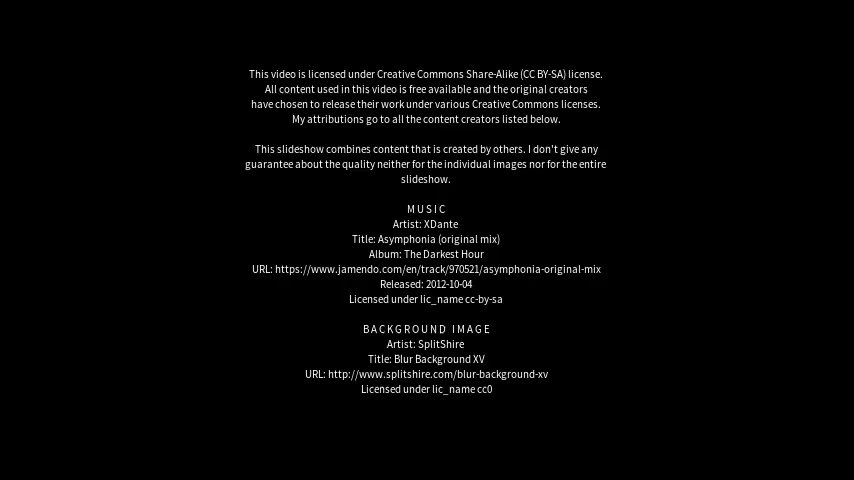 This video is licensed under Creative Commons Share-Alike (CC BY-SA) license.
All content used in this video is free available and the original creators
have chosen to release their work under various Creative Commons licenses.
My attributions go to all the content creators listed below.
This slideshow combines content that is created by others. I don't give any
guarantee about the quality neither for the individual images nor for the entire
slideshow.
MUSIC
Artist: XDante
Title: Asymphonia (original mix)
Album: The Darkest Hour
URL: https://www.jamendo.com/en/track/970521/asymphonia-original-mix
Released: 2012-10-04
Licensed under lic_name cc-by-sa
BACKGROUND IMAGE
Artist: SplitShire
Title: Blur Background XV
URL: http://www.splitshire.com/blur-background-xv
Licensed under lic_name cc0